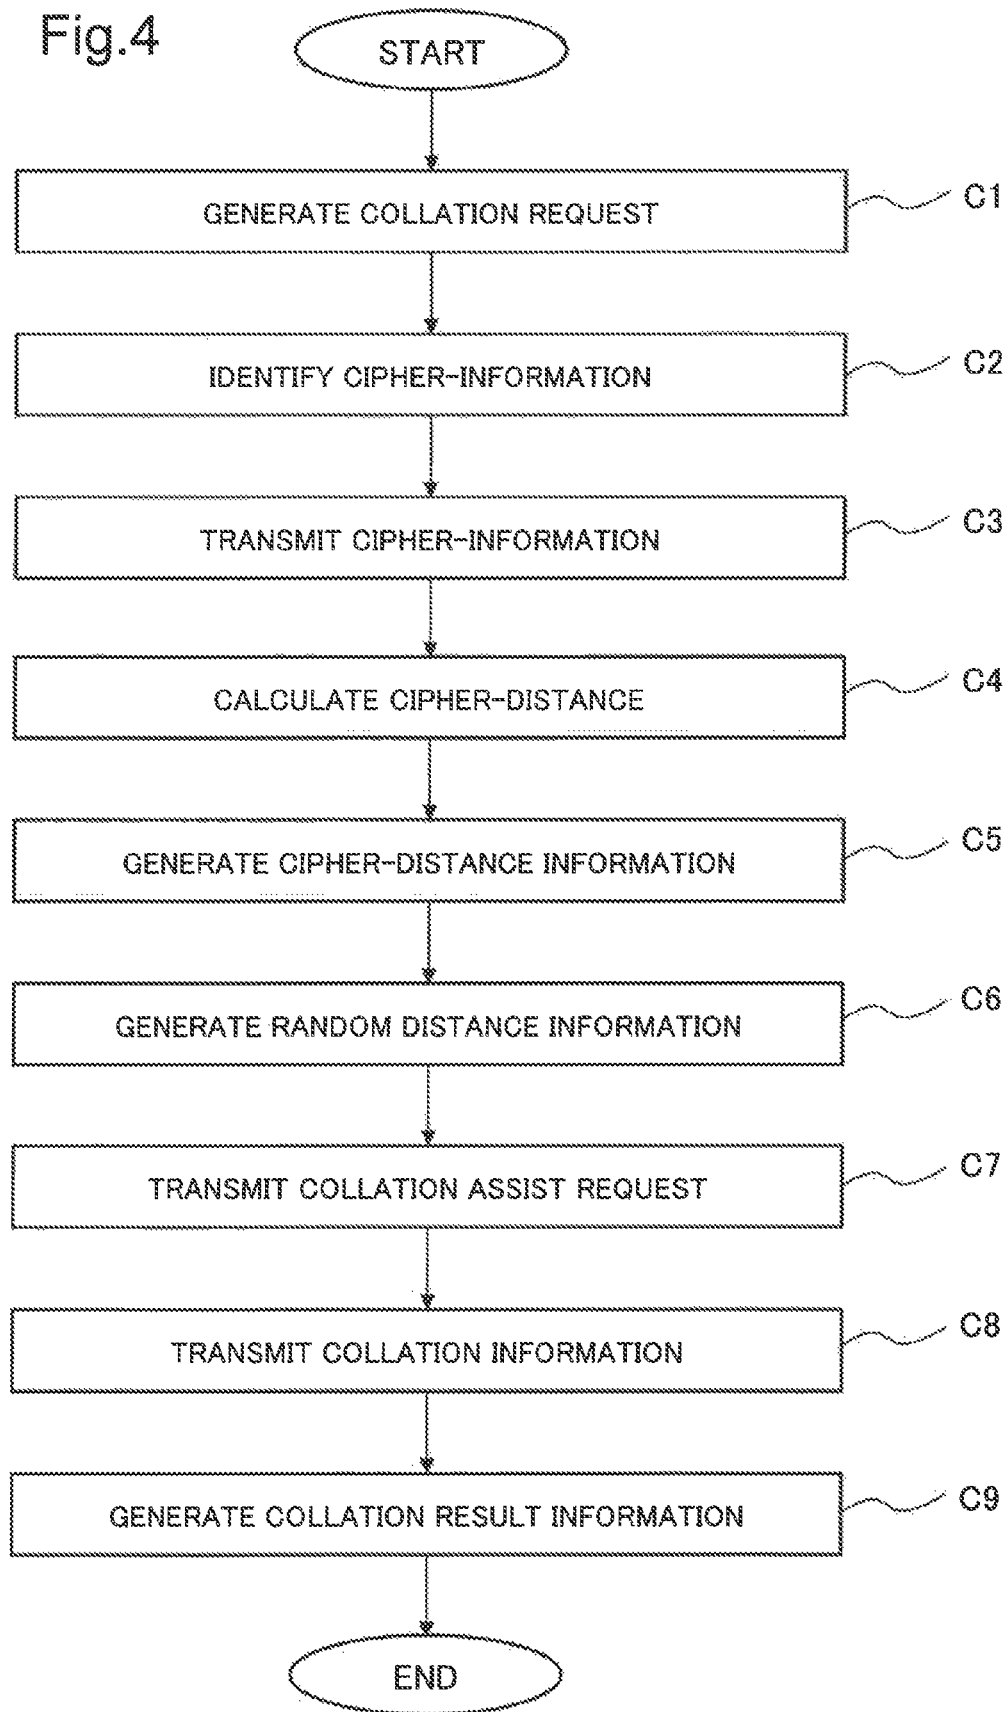 Fig.4
START
GENERATE COLLATION REQUEST
C1
IDENTIFY CIPHER-INFORMATION
C2
TRANSMIT CIPHER-INFORMATION
C3
CALCULATE CIPHER-DISTANCE
C4
GENERATE CIPHER-DISTANCE INFORMATION
C5
GENERATE RANDOM DISTANCE INFORMATION
C6
TRANSMIT COLLATION ASSIST REQUEST
C7
TRANSMIT COLLATION INFORMATION
C8
GENERATE COLLATION RESULT INFORMATION
C9
END